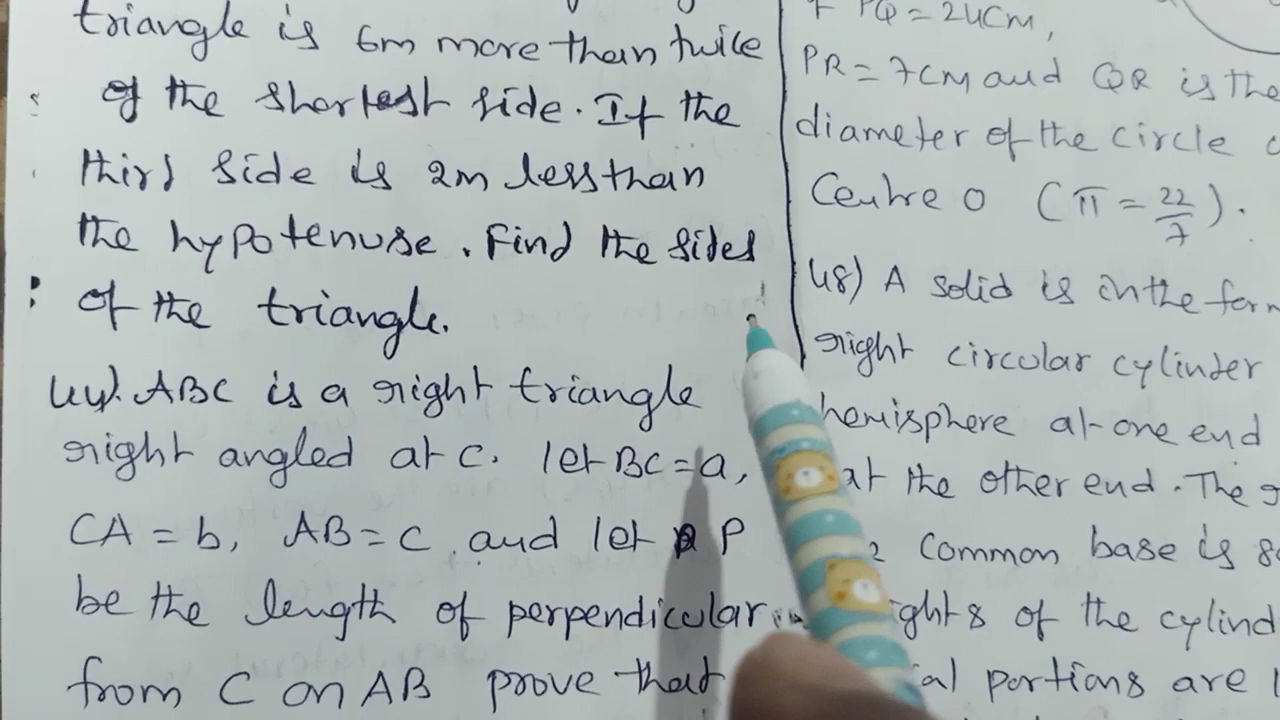 triangle is 6m more than twice
of the shortest side. If the
third side is 2m less than
the hypotenuse. Find the sides
of the triangle.
44). ABC is a right triangle
right angled at C. let BC = a,
CA = b, AB = c, and let P
be the length of perpendicular
from C on AB prove that
PQ = 24CM,
PR = 7CM and QR is the
diameter of the circle
Centre O (π = 22/7).
48) A solid is in the form
right circular cylinder
hemisphere at one end
at the other end. The
common base is
of the cylind
portions are